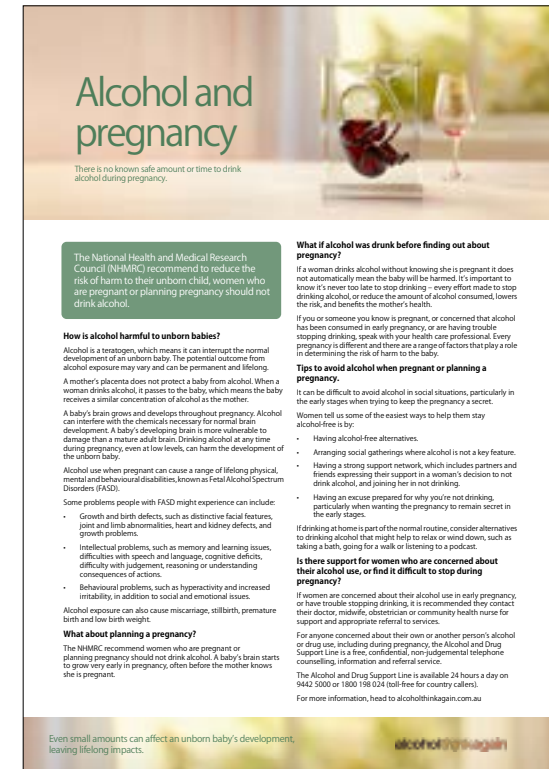 Alcohol and
pregnancy
There is no known safe amount or time to drink
alcohol during pregnancy.
The National Health and Medical Research
Council (NHMRC) recommend to reduce the
risk of harm to their unborn child, women who
are pregnant or planning pregnancy should not
drink alcohol.
How is alcohol harmful to unborn babies?
Alcohol is a teratogen, which means it can interrupt the normal
development of an unborn baby. The potential outcome from
alcohol exposure may vary and can be permanent and lifelong.
A mother's placenta does not protect a baby from alcohol. When a
woman drinks alcohol, it passes to the baby, which means the baby
receives a similar concentration of alcohol as the mother.
A baby's brain grows and develops throughout pregnancy. Alcohol
can interfere with the chemicals necessary for normal brain
development. A baby's developing brain is more vulnerable to
damage than a mature adult brain. Drinking alcohol at any time
during pregnancy, even at low levels, can harm the development of
the unborn baby.
Alcohol use when pregnant can cause a range of lifelong physical,
mental and behavioural disabilities, known as Fetal Alcohol Spectrum
Disorders (FASD).
Some problems people with FASD might experience can include:
• Growth and birth defects, such as distinctive facial features,
joint and limb abnormalities, heart and kidney defects, and
growth problems.
• Intellectual problems, such as memory and learning issues,
difficulties with speech and language, cognitive deficits,
difficulty with judgement, reasoning or understanding
consequences of actions.
• Behavioural problems, such as hyperactivity and increased
irritability, in addition to social and emotional issues.
Alcohol exposure can also cause miscarriage, stillbirth, premature
birth and low birth weight.
What about planning a pregnancy?
The NHMRC recommend women who are pregnant or
planning pregnancy should not drink alcohol. A baby's brain starts
to grow very early in pregnancy, often before the mother knows
she is pregnant.
What if alcohol was drunk before finding out about
pregnancy?
If a woman drinks alcohol without knowing she is pregnant it does
not automatically mean the baby will be harmed. It's important to
know it's never too late to stop drinking – every effort made to stop
drinking alcohol, or reduce the amount of alcohol consumed, lowers
the risk, and benefits the mother's health.
If you or someone you know is pregnant, or concerned that alcohol
has been consumed in early pregnancy, or are having trouble
stopping drinking, speak with your health care professional. Every
pregnancy is different and there are a range of factors that play a role
in determining the risk of harm to the baby.
Tips to avoid alcohol when pregnant or planning a
pregnancy.
It can be difficult to avoid alcohol in social situations, particularly in
the early stages when trying to keep the pregnancy a secret.
Women tell us some of the easiest ways to help them stay
alcohol-free is by:
• Having alcohol-free alternatives.
• Arranging social gatherings where alcohol is not a key feature.
• Having a strong support network, which includes partners and
friends expressing their support in a woman's decision to not
drink alcohol, and joining her in not drinking.
• Having an excuse prepared for why you're not drinking,
particularly when wanting the pregnancy to remain secret in
the early stages.
If drinking at home is part of the normal routine, consider alternatives
to drinking alcohol that might help to relax or wind down, such as
taking a bath, going for a walk or listening to a podcast.
Is there support for women who are concerned about
their alcohol use, or find it difficult to stop during
pregnancy?
If women are concerned about their alcohol use in early pregnancy,
or have trouble stopping drinking, it is recommended they contact their
doctor, midwife, obstetrician or community health nurse for
support and appropriate referral to services.
For anyone concerned about their own or another person's alcohol
or drug use, including during pregnancy, the Alcohol and Drug
Support Line is a free, confidential, non-judgemental telephone
counselling, information and referral service.
The Alcohol and Drug Support Line is available 24 hours a day on
9442 5000 or 1800 198 024 (toll-free for country callers).
For more information, head to alcoholthinkagain.com.au
Even small amounts can affect an unborn baby's development,
leaving lifelong impacts.
alcoholthinkagain